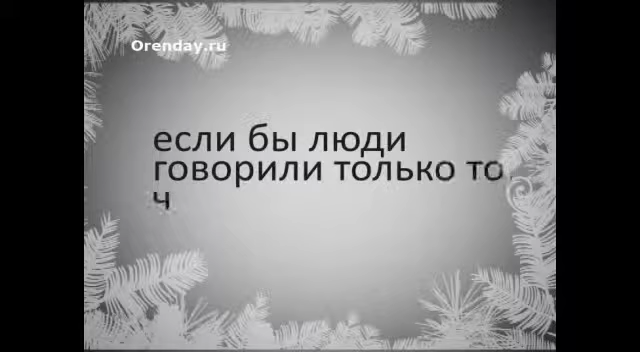 Orenday.ru
если бы люди
говорили только то
ч